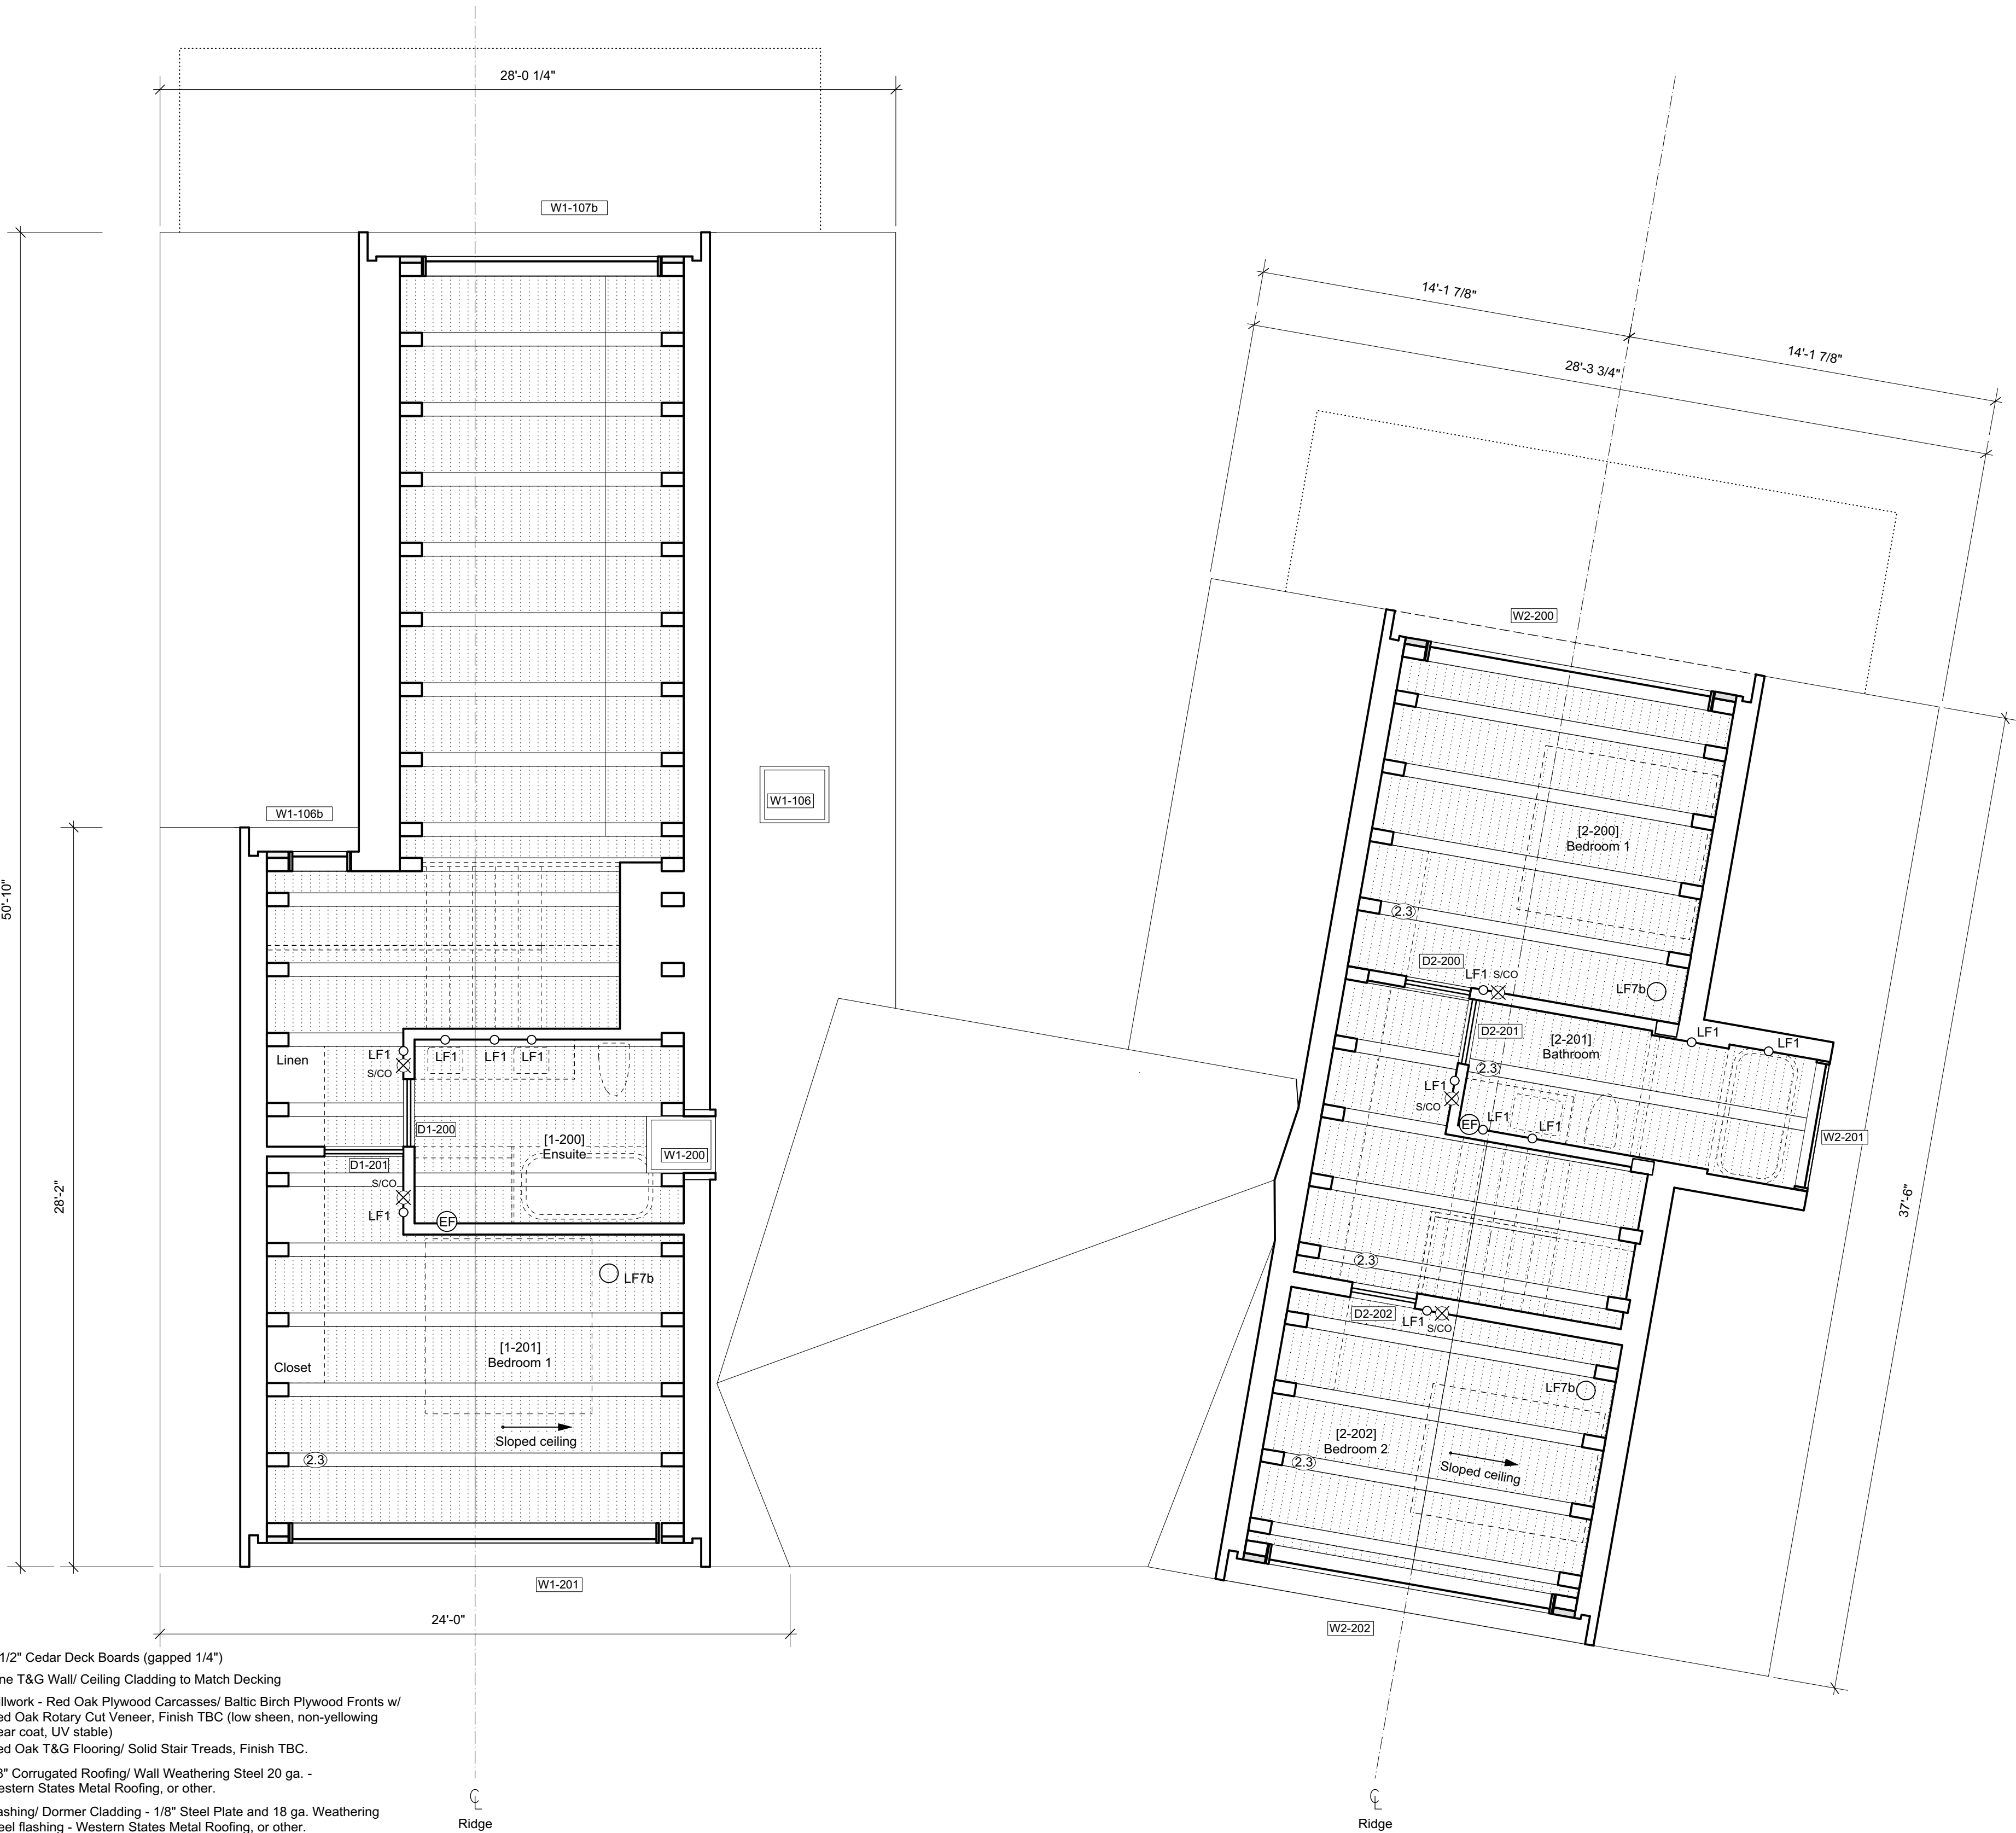 28'-0 1/4"
W1-107b
14'-1 7/8"
14'-1 7/8"
28'-3 3/4"
W2-200
W1-106
W1-106b
[2-200]
Bedroom 1
50'-10"
2.3
D2-200
LF1 S/CO
LF7b
D2-201
LF1
LF1
[2-201]
Bathroom
Linen
LF1
S/CO
LF1
LF1
LF1
2.3
LF1
S/CO
EF
LF1
LF1
D1-200
[1-200]
Ensuite
W1-200
W2-201
D1-201
S/CO
LF1
EF
28'-2"
37'-6"
LF7b
2.3
D2-202
LF1
S/CO
[1-201]
Bedroom 1
Closet
LF7b
Sloped ceiling
2.3
[2-202]
Bedroom 2
2.3
Sloped ceiling
W1-201
24'-0"
W2-202
1/2" Cedar Deck Boards (gapped 1/4")
T&G Wall/ Ceiling Cladding to Match Decking
- Red Oak Plywood Carcasses/ Baltic Birch Plywood Fronts w/
Oak Rotary Cut Veneer, Finish TBC (low sheen, non-yellowing
coat, UV stable)
Oak T&G Flooring/ Solid Stair Treads, Finish TBC.
Corrugated Roofing/ Wall Weathering Steel 20 ga. -
States Metal Roofing, or other.
Dormer Cladding - 1/8" Steel Plate and 18 ga. Weathering
flashing - Western States Metal Roofing, or other.
Ridge
Ridge